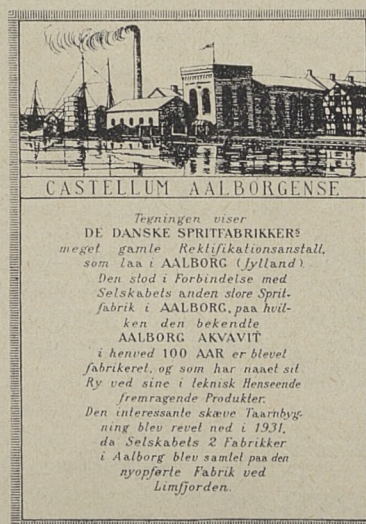 CASTELLUM AALBORGENSE
Tegningen viser
DE DANSKE SPRITFABRIKKERS
meget gamle Rektifikationsanstalt,
som laa i AALBORG (Jylland).
Den stod i Forbindelse med
Selskabets anden store Sprit-
fabrik i AALBORG, paa hvil-
ken den bekendte
AALBORG AKVAVIT
i henved 100 AAR er blevet
fabrikeret, og som har naaet sit
Ry ved sine i teknisk Henseende
fremragende Produkter.
Den interessante skæve Taarnbyg-
ning blev revet ned i 1931,
da Selskabets 2 Fabrikker
i Aalborg blev samlet paa den
nyopførte Fabrik ved
Limfjorden.